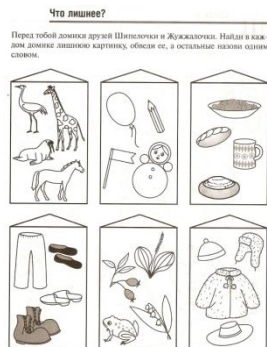 Что лишнее?
Перед тобой домики друзей Шипелочки и Жужжалочки. Найди в каж-
дом домике лишнюю картинку, обведи ее, а остальные назови одним
словом.